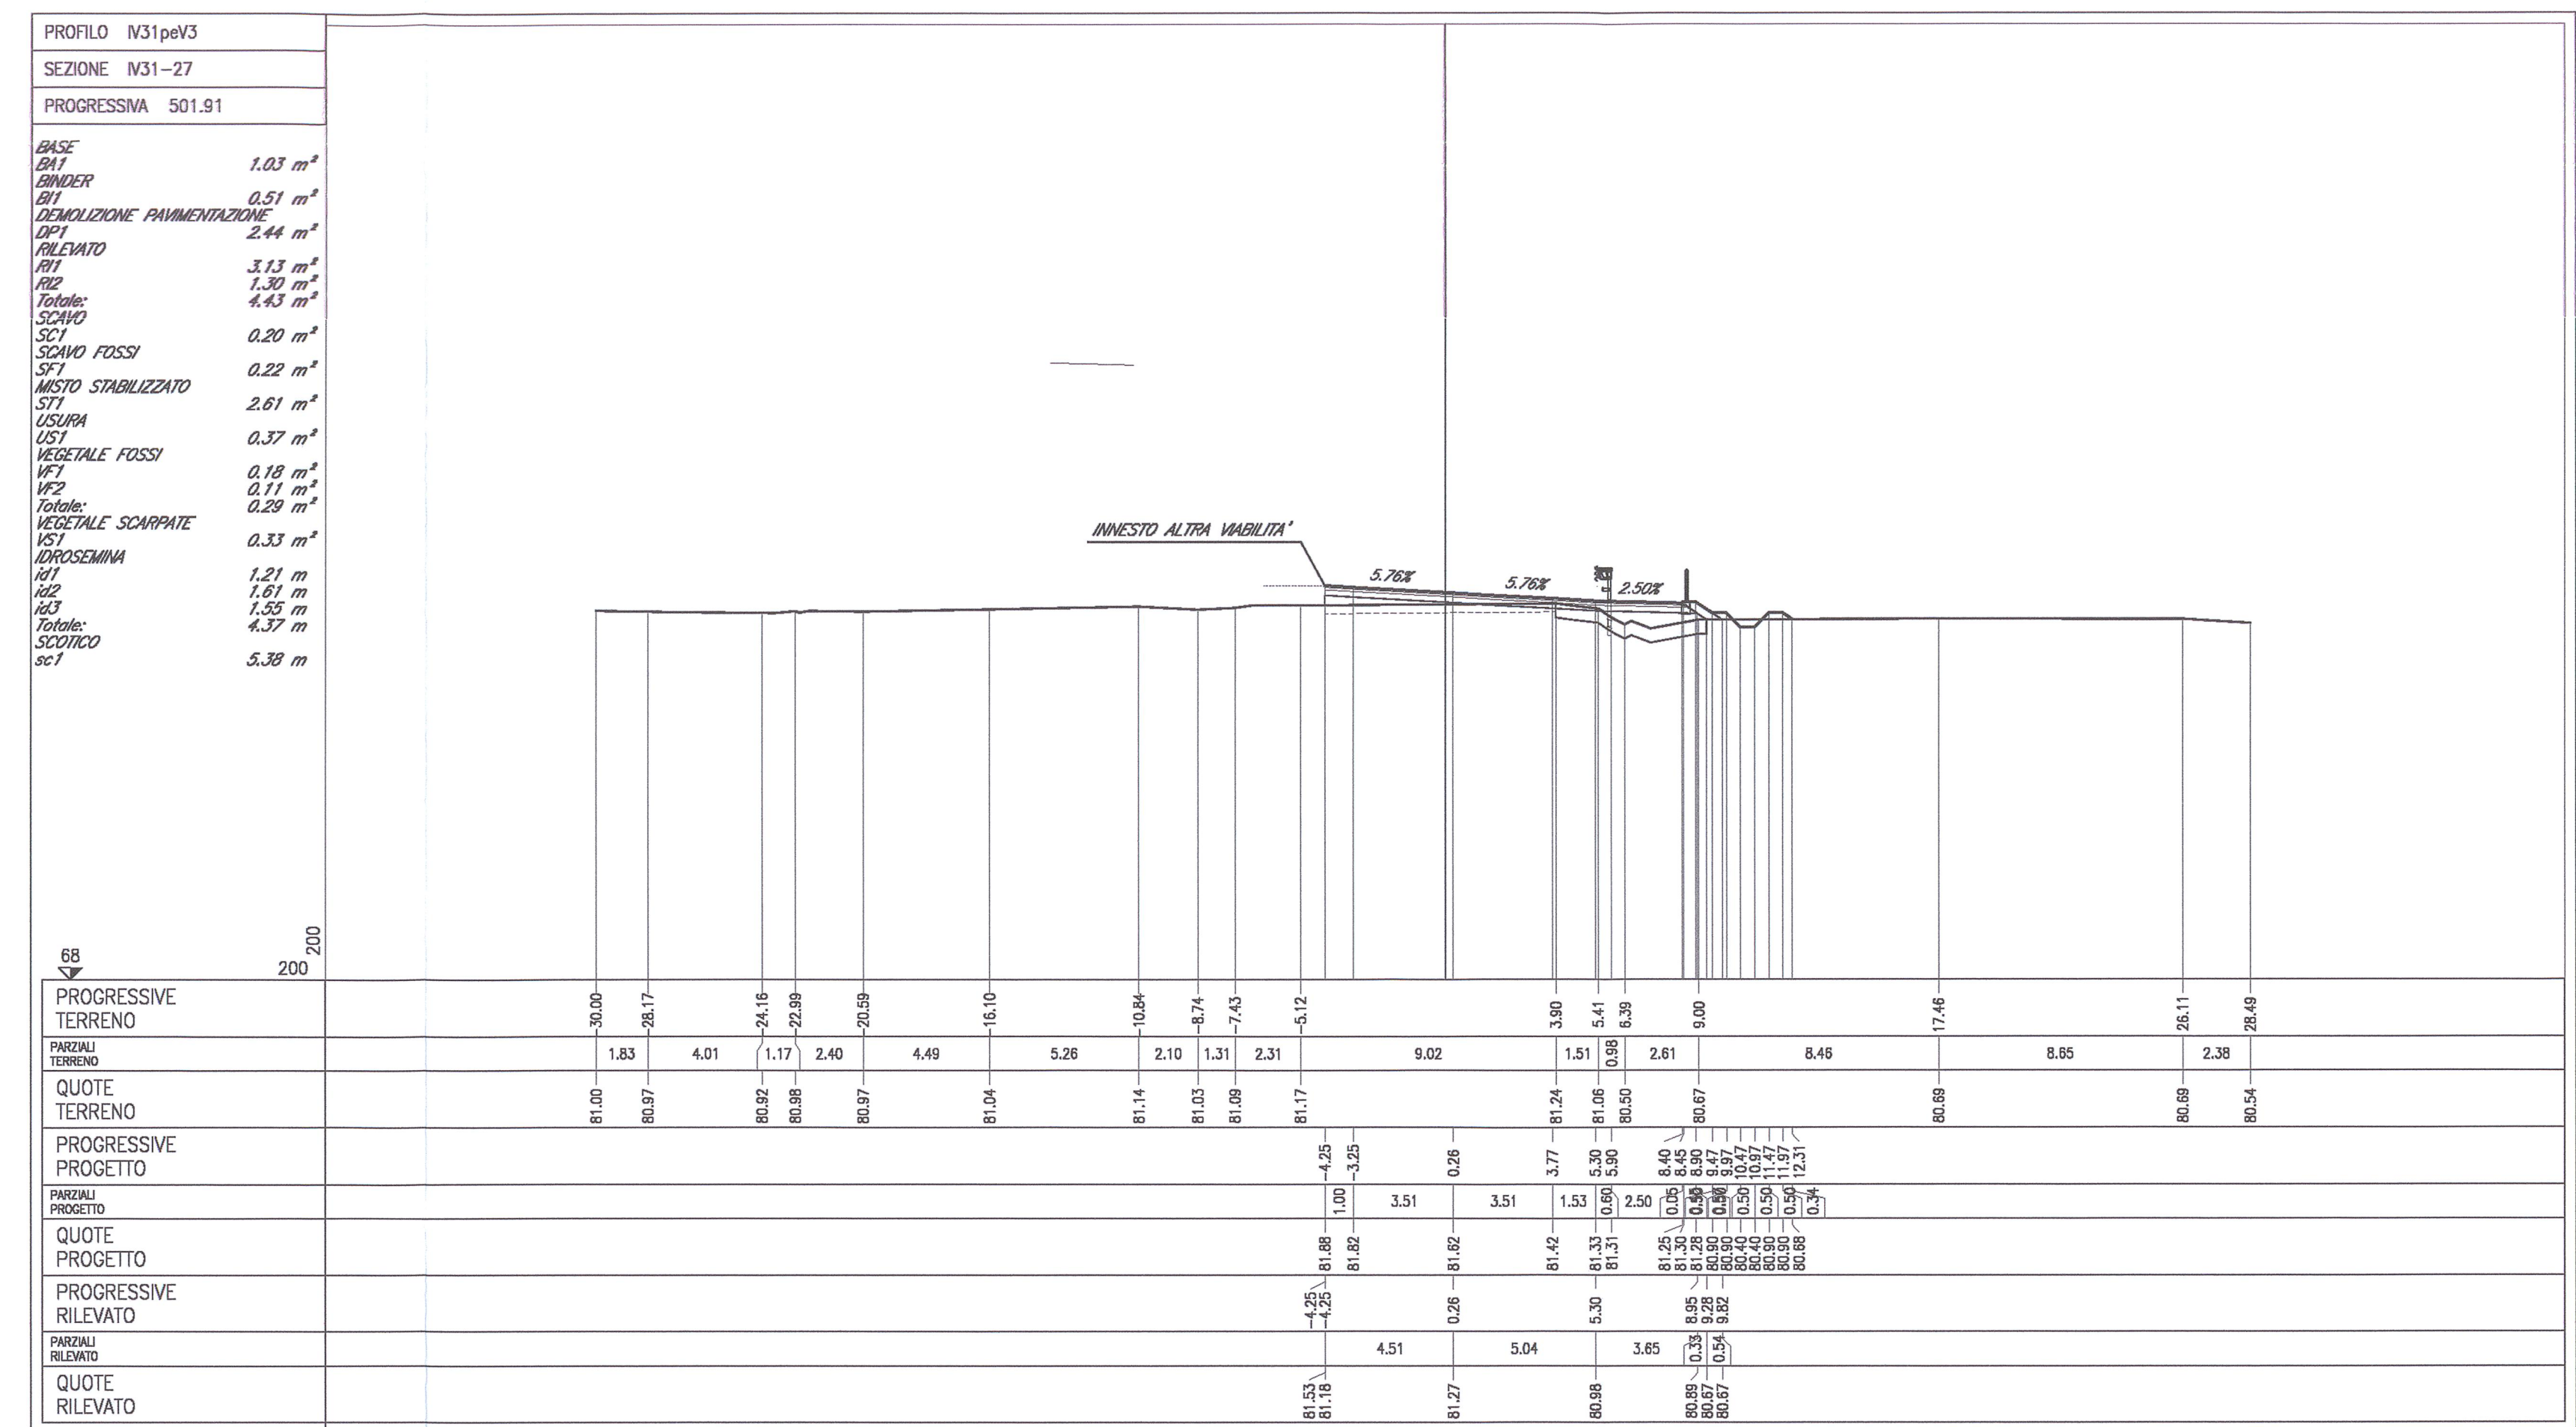 PROFILO IV31peV3
SEZIONE IV31-27
PROGRESSIVA 501.91
BASE
BA1 1.03 m²
BINDER
BI1 0.51 m²
DEMOLIZIONE PAVIMENTAZIONE
DP1 2.44 m²
RILEVATO
RI1 3.13 m²
RI2 1.30 m²
Totale: 4.43 m²
SCAVO
SC1 0.20 m²
SCAVO FOSSI
SF1 0.22 m²
MISTO STABILIZZATO
ST1 2.61 m²
USURA
US1 0.37 m²
VEGETALE FOSSI
VF1 0.18 m²
VF2 0.11 m²
Totale: 0.29 m²
VEGETALE SCARPATE
VS1 0.33 m²
IDROSEMINA
id1 1.21 m
id2 1.61 m
id3 1.55 m
Totale: 4.37 m
SCOTICO
sc1 5.38 m
INNESTO ALTRA VIABILITA'
5.76% 5.76% 2.50%
68 200 200
PROGRESSIVE TERRENO -30.00 -28.17 -24.16 -22.99 -20.59 -16.10 -10.84 -8.74 -7.43 -5.12 3.90 5.41 6.39 9.00 17.46 26.11 28.49
PARZIALI TERRENO 1.83 4.01 1.17 2.40 4.49 5.26 2.10 1.31 2.31 9.02 1.51 0.98 2.61 8.46 8.65 2.38
QUOTE TERRENO 81.00 80.97 80.92 80.98 80.97 81.04 81.14 81.03 81.09 81.17 81.24 81.06 80.50 80.67 80.69 80.69 80.54
PROGRESSIVE PROGETTO -4.25 -3.25 0.26 3.77 5.30 5.90 8.40 8.45 8.90 9.47 9.97 10.47 10.97 11.47 11.97 12.31
PARZIALI PROGETTO 1.00 3.51 3.51 1.53 0.60 2.50 0.05 0.50 0.50 0.50 0.34
QUOTE PROGETTO 81.88 81.82 81.62 81.42 81.33 81.31 81.25 81.30 81.28 80.90 80.90 80.40 80.40 80.90 80.90 80.68
PROGRESSIVE RILEVATO -4.25 -4.25 0.26 5.30 8.95 9.28 9.82
PARZIALI RILEVATO 4.51 5.04 3.65 0.33 0.54
QUOTE RILEVATO 81.53 81.18 81.27 80.98 80.89 80.67 80.67